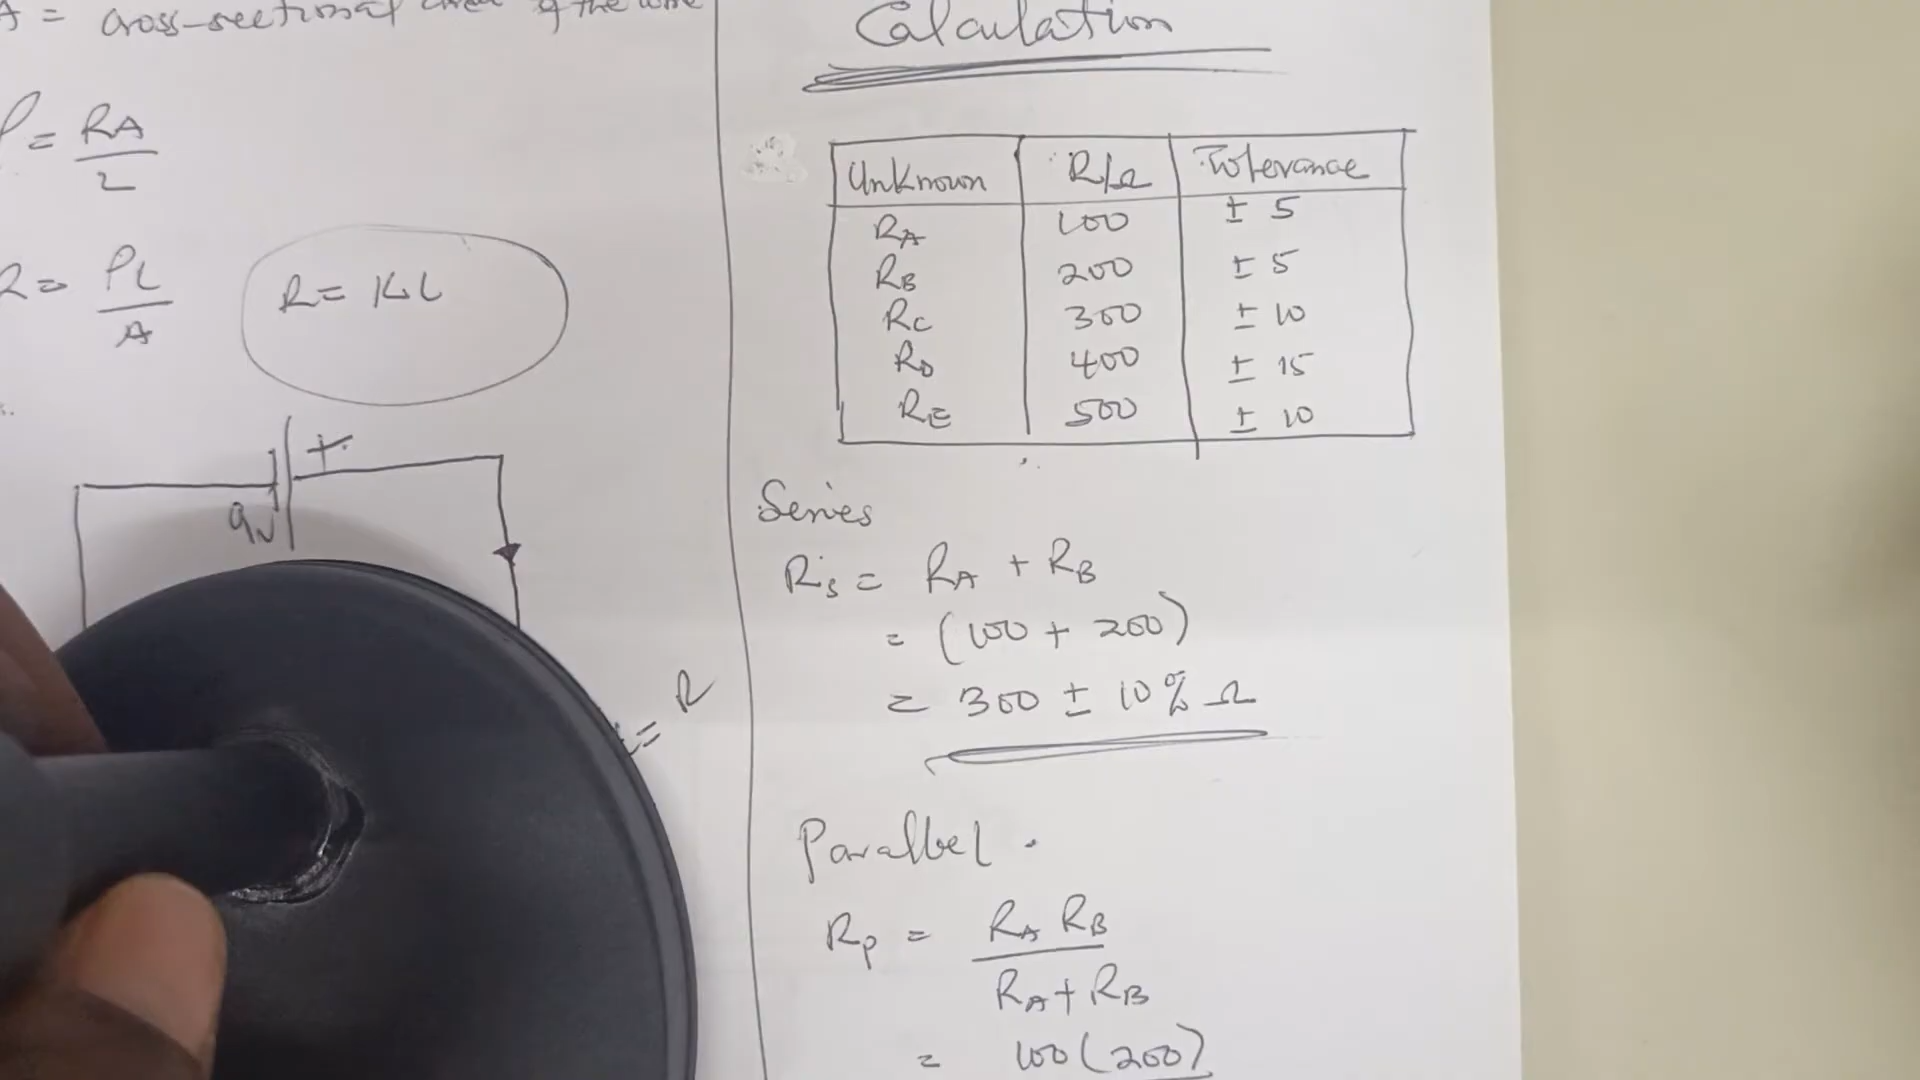 A = cross-sectional area of the wire
ρ = RA
L
R = ρL
A
R = KL
+
9V
= R
Calculation
Unknown R/Ω Tolerance
RA 100 ± 5
RB 200 ± 5
RC 300 ± 10
RD 400 ± 15
RE 500 ± 10
Series
Rs = RA + RB
= (100 + 200)
= 300 ± 10% Ω
Parallel.
Rp = RA RB
RA + RB
= 100(200)